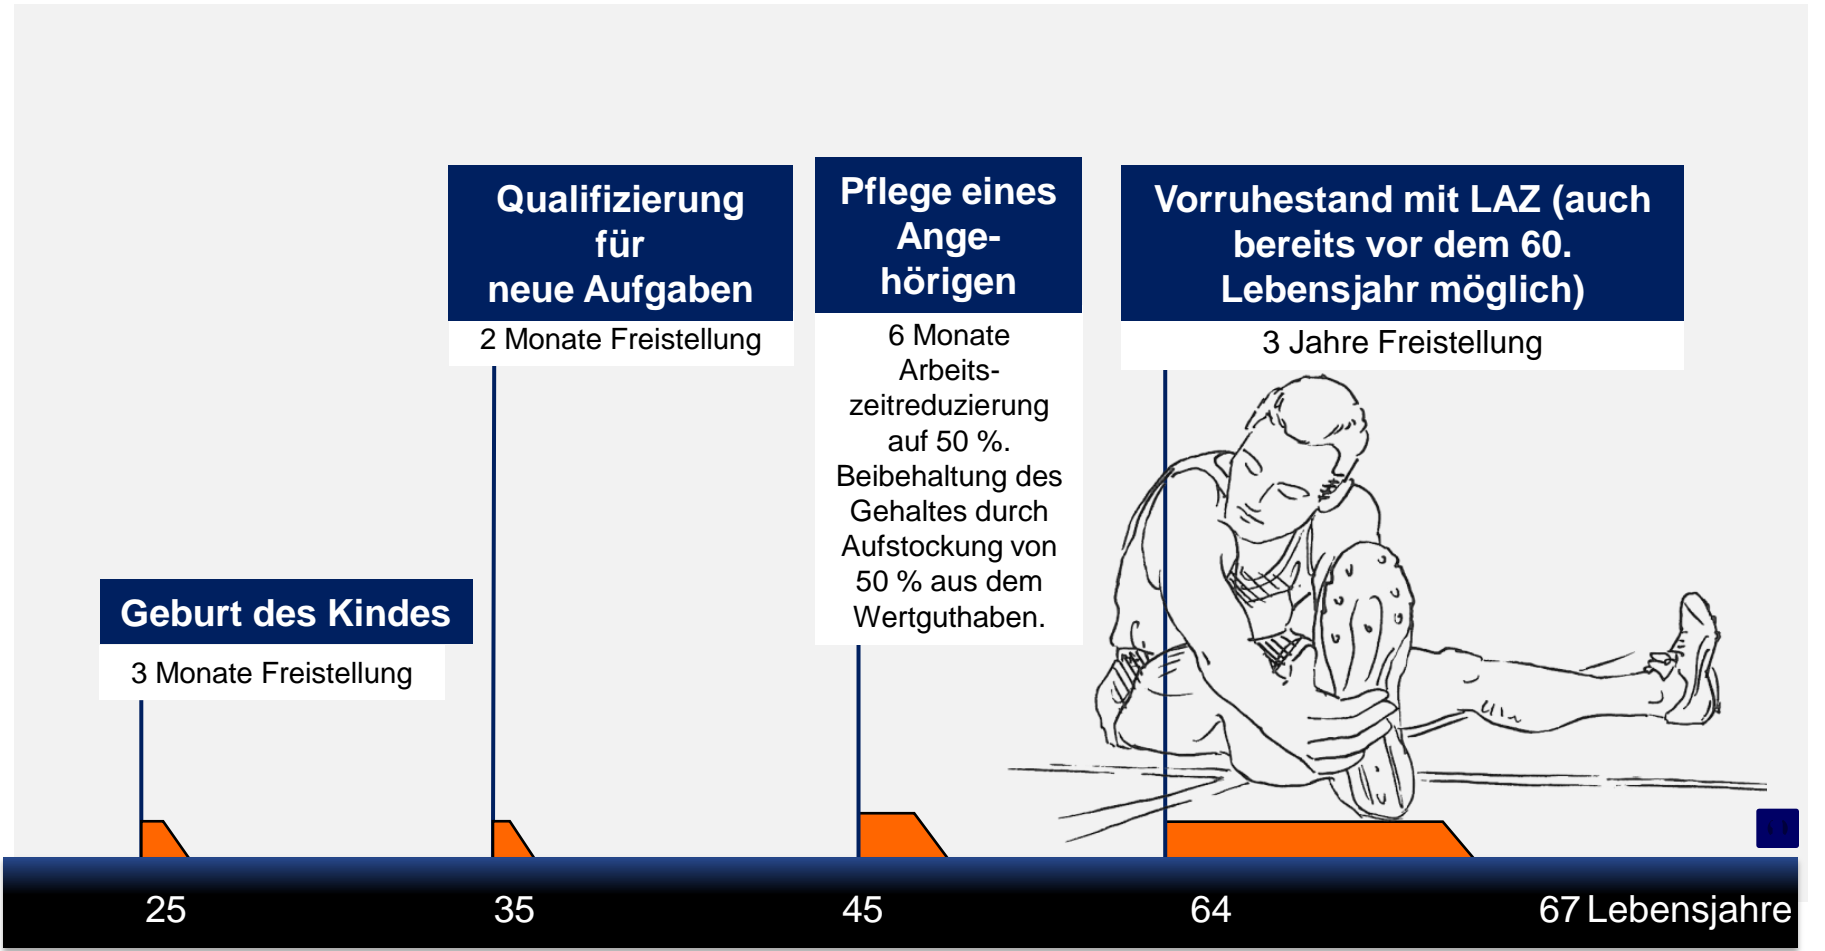 Qualifizierung
für
neue Aufgaben
2 Monate Freistellung
Pflege eines
Ange-
hörigen
6 Monate
Arbeits-
zeitreduzierung
auf 50 %.
Beibehaltung des
Gehaltes durch
Aufstockung von
50 % aus dem
Wertguthaben.
Vorruhestand mit LAZ (auch
bereits vor dem 60.
Lebensjahr möglich)
3 Jahre Freistellung
Geburt des Kindes
3 Monate Freistellung
25 35 45 64 67 Lebensjahre